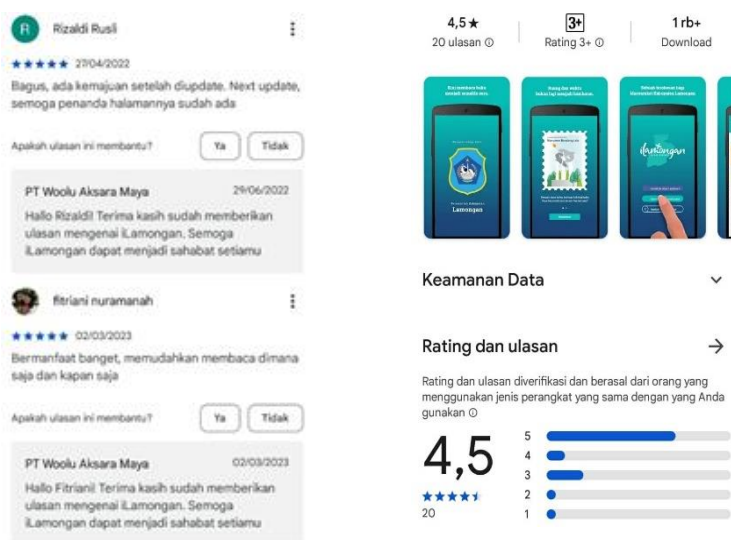 R Rizaldi Rusli
27/04/2022
Bagus, ada kemajuan setelah diupdate. Next update,
semoga penanda halamannya sudah ada
Apakah ulasan ini membantu?
Ya
Tidak
PT Woolu Aksara Maya 29/06/2022
Hallo Rizaldi! Terima kasih sudah memberikan
ulasan mengenai iLamongan. Semoga
iLamongan dapat menjadi sahabat setiamu
fitriani nuramanah
02/03/2023
Bermanfaat banget, memudahkan membaca dimana
saja dan kapan saja
Apakah ulasan ini membantu?
Ya
Tidak
PT Woolu Aksara Maya 02/03/2023
Hallo Fitriani! Terima kasih sudah memberikan
ulasan mengenai iLamongan. Semoga
iLamongan dapat menjadi sahabat setiamu
4,5★
20 ulasan
3+
Rating 3+
1 rb+
Download
Lamongan
ilamongan
Keamanan Data
Rating dan ulasan
Rating dan ulasan diverifikasi dan berasal dari orang yang
menggunakan jenis perangkat yang sama dengan yang Anda
gunakan
4,5
20
5
4
3
2
1